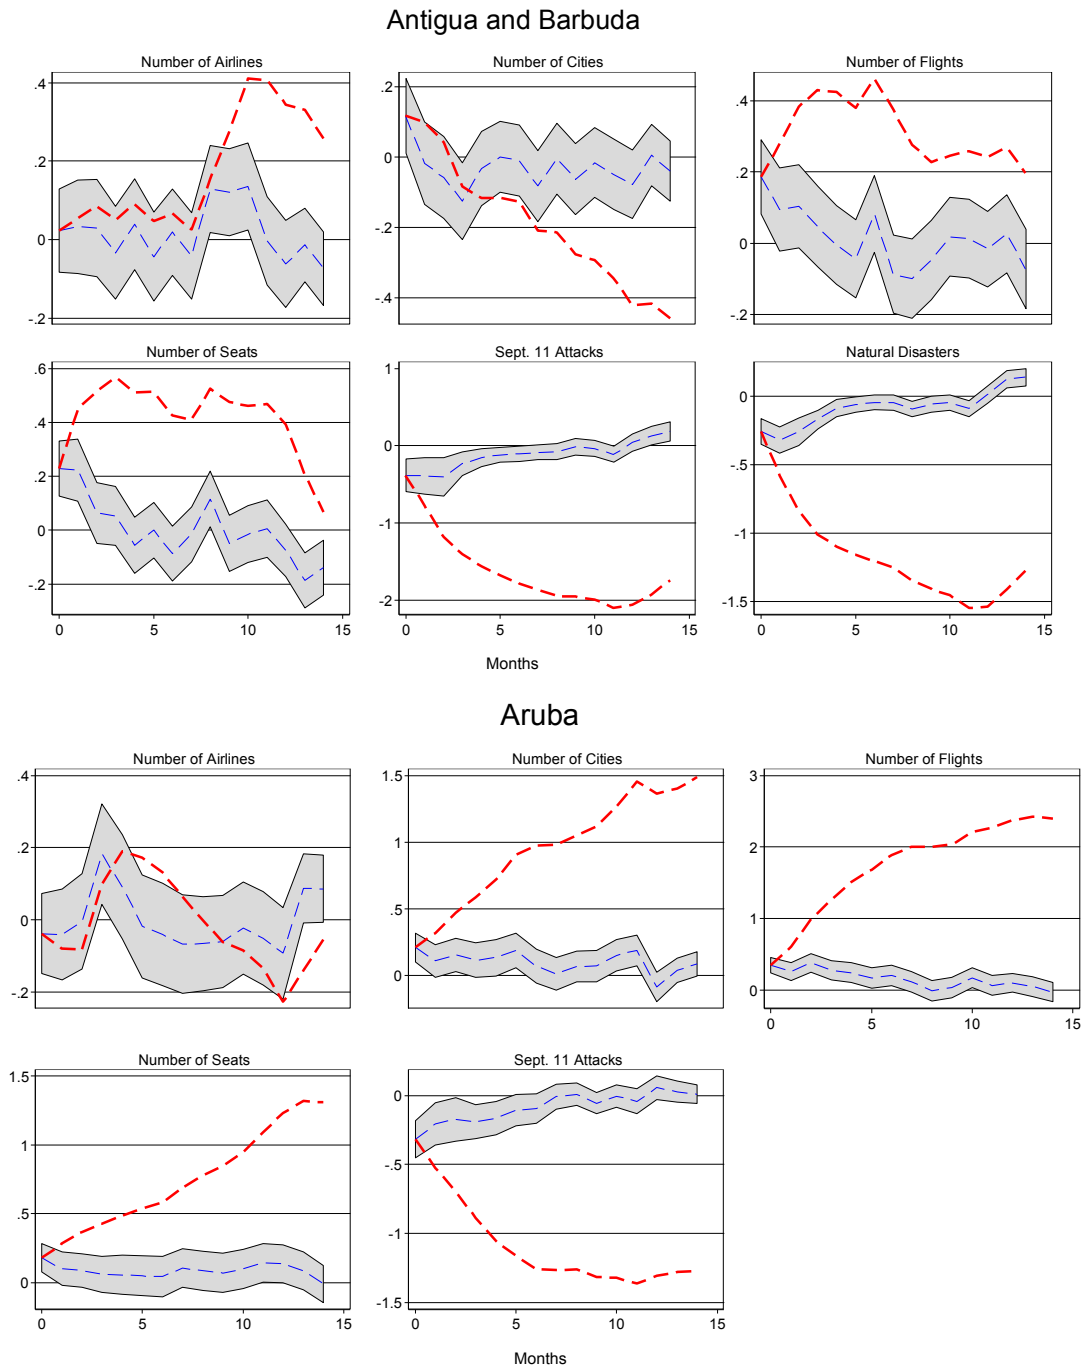 Antigua and Barbuda
Number of Airlines
Number of Cities
Number of Flights
.4
.2
0
-.2
.2
0
-.2
-.4
.4
.2
0
-.2
Number of Seats
Sept. 11 Attacks
Natural Disasters
.6
.4
.2
0
-.2
0 5 10 15
1
0
-1
-2
0 5 10 15
0
-.5
-1
-1.5
0 5 10 15
Months
Aruba
Number of Airlines
Number of Cities
Number of Flights
.4
.2
0
-.2
1.5
1
.5
0
3
2
1
0
0 5 10 15
Number of Seats
Sept. 11 Attacks
1.5
1
.5
0
0 5 10 15
0
-.5
-1
-1.5
0 5 10 15
Months